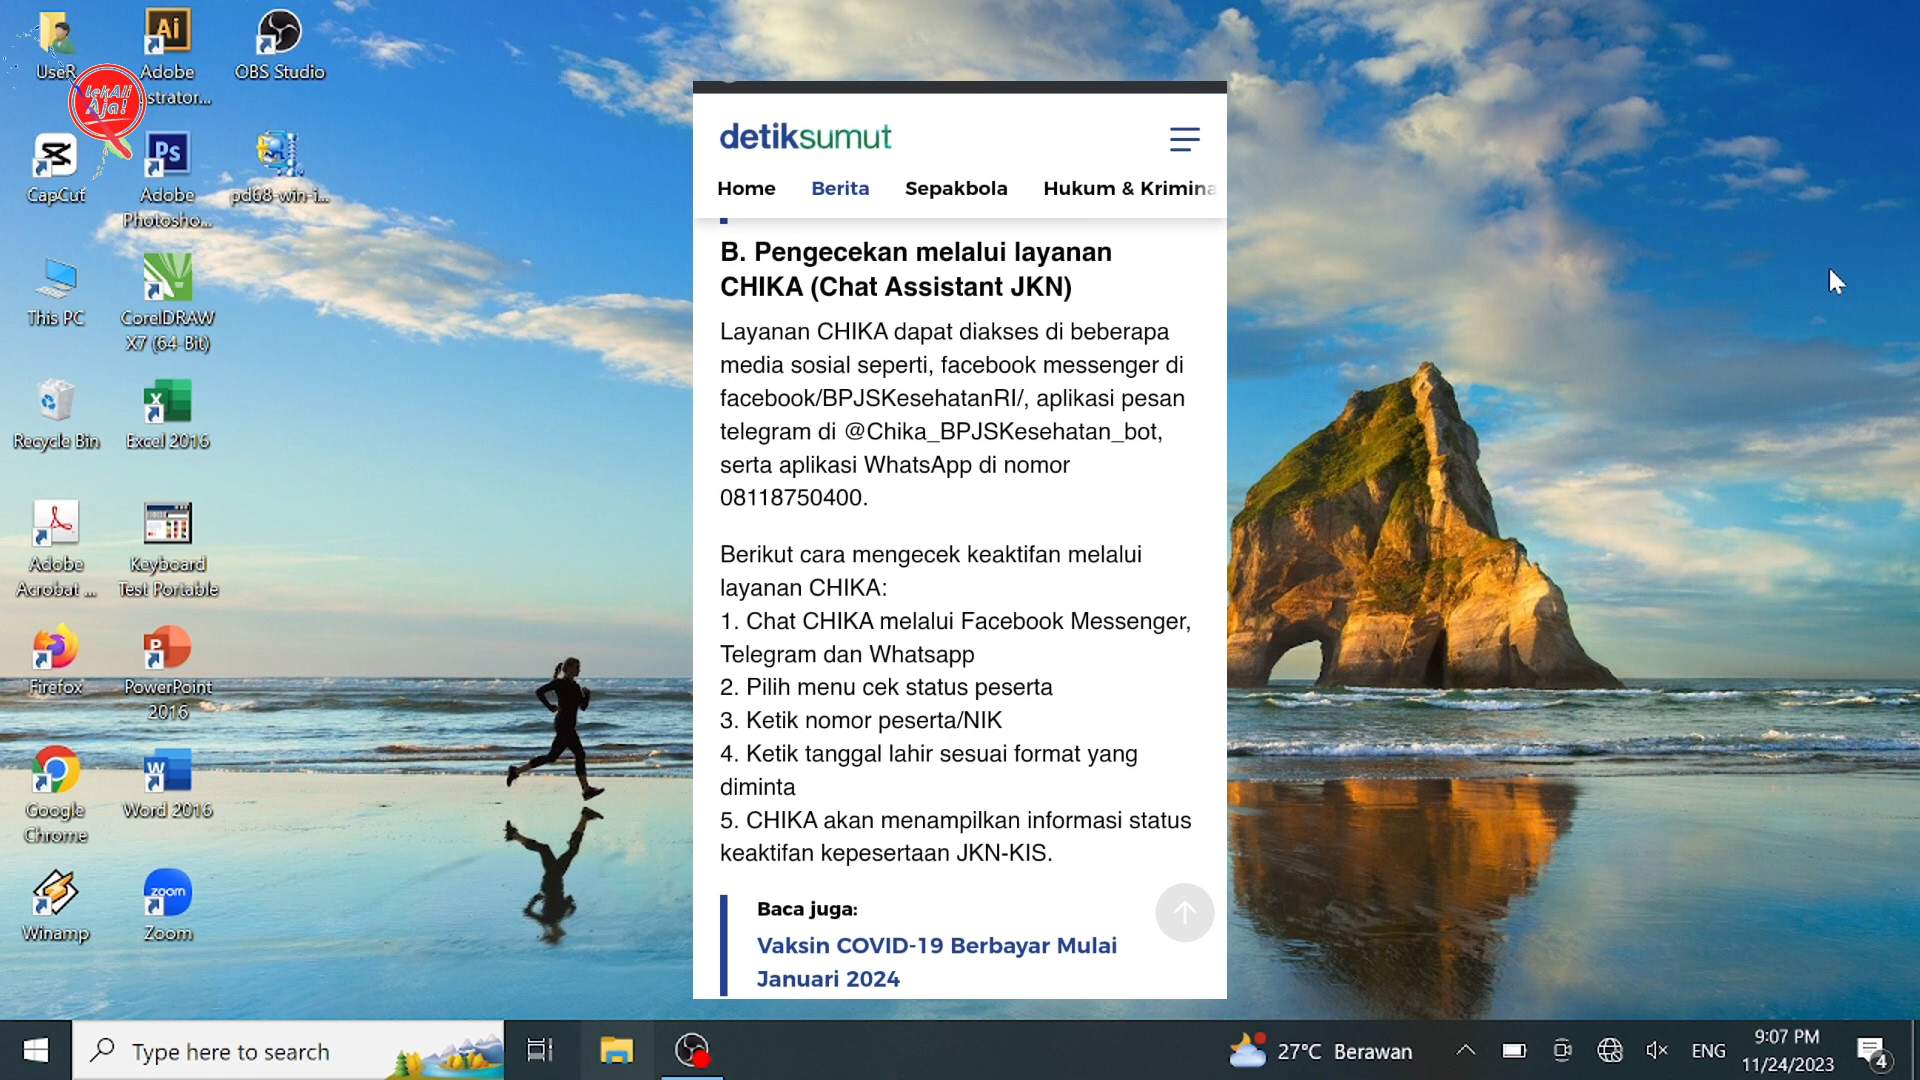 UseR
Adobe
strator...
OBS Studio
lekAli
Aja!
CapCut
Ps
Adobe
Photosho...
pd68-win-i...
This PC
CorelDRAW
X7 (64-Bit)
Recycle Bin
Excel 2016
Adobe
Acrobat ...
Keyboard
Test Portable
Firefox
PowerPoint
2016
Google
Chrome
Word 2016
Winamp
zoom
Zoom
Ai
detiksumut
Home Berita Sepakbola Hukum & Krimina
B. Pengecekan melalui layanan
CHIKA (Chat Assistant JKN)
Layanan CHIKA dapat diakses di beberapa
media sosial seperti, facebook messenger di
facebook/BPJSKesehatanRI/, aplikasi pesan
telegram di @Chika_BPJSKesehatan_bot,
serta aplikasi WhatsApp di nomor
08118750400.
Berikut cara mengecek keaktifan melalui
layanan CHIKA:
1. Chat CHIKA melalui Facebook Messenger,
Telegram dan Whatsapp
2. Pilih menu cek status peserta
3. Ketik nomor peserta/NIK
4. Ketik tanggal lahir sesuai format yang
diminta
5. CHIKA akan menampilkan informasi status
keaktifan kepesertaan JKN-KIS.
Baca juga:
Vaksin COVID-19 Berbayar Mulai
Januari 2024
Type here to search
27°C Berawan
ENG
9:07 PM
11/24/2023
4